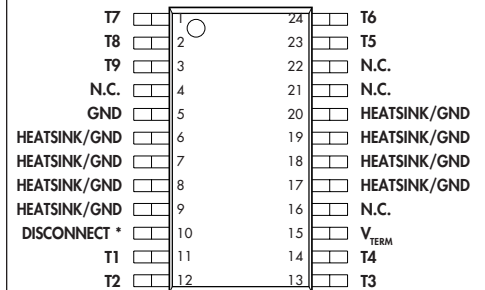 T7 1 24 T6
T8 2 23 T5
T9 3 22 N.C.
N.C. 4 21 N.C.
GND 5 20 HEATSINK/GND
HEATSINK/GND 6 19 HEATSINK/GND
HEATSINK/GND 7 18 HEATSINK/GND
HEATSINK/GND 8 17 HEATSINK/GND
HEATSINK/GND 9 16 N.C.
DISCONNECT * 10 15 VTERM
T1 11 14 T4
T2 12 13 T3